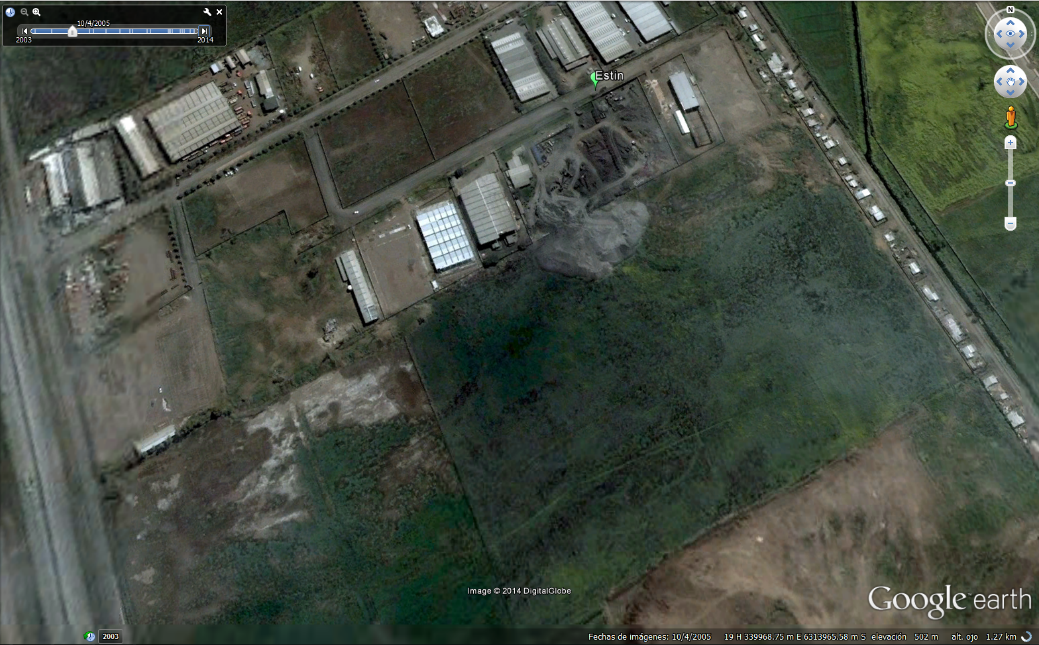 10/4/2005
2003
2014
N
Estin
Image © 2014 DigitalGlobe
Google earth
2003
Fechas de imágenes: 10/4/2005 19 H 339968.75 m E 6313965.58 m S elevación 502 m alt. ojo 1.27 km